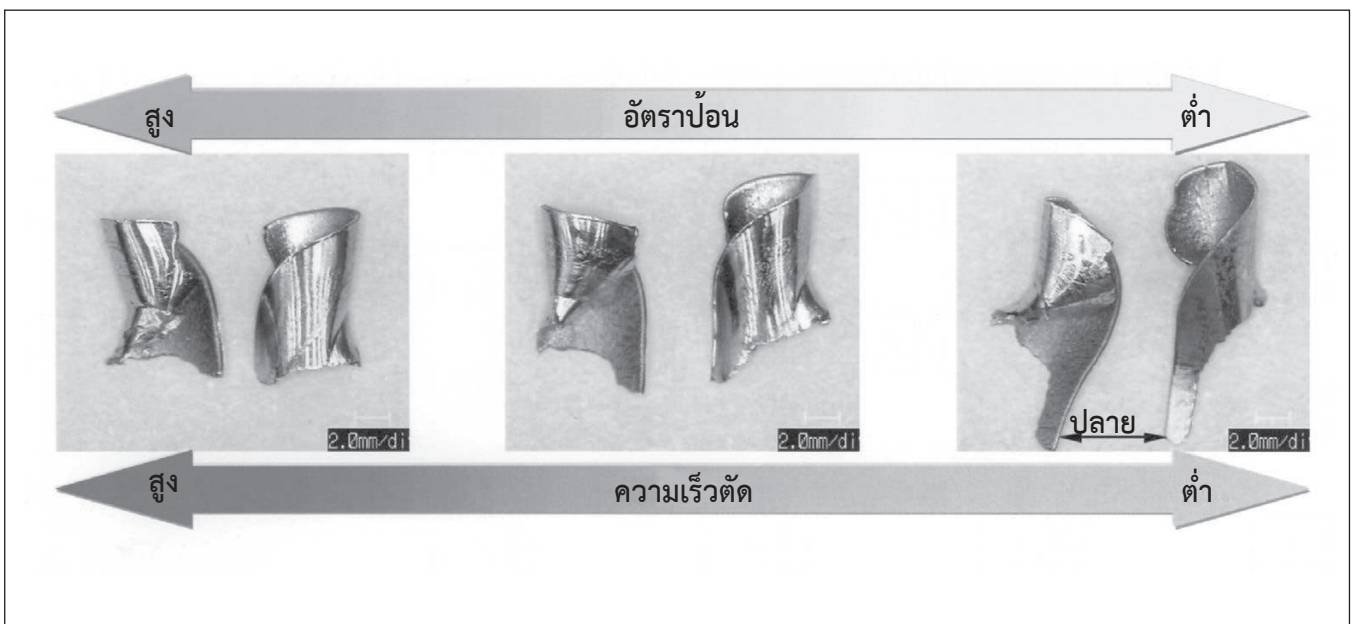 สูง อัตราป้อน ต่ำ
2.0mm/di
2.0mm/di
ปลาย
2.0mm/di
สูง ความเร็วตัด ต่ำ